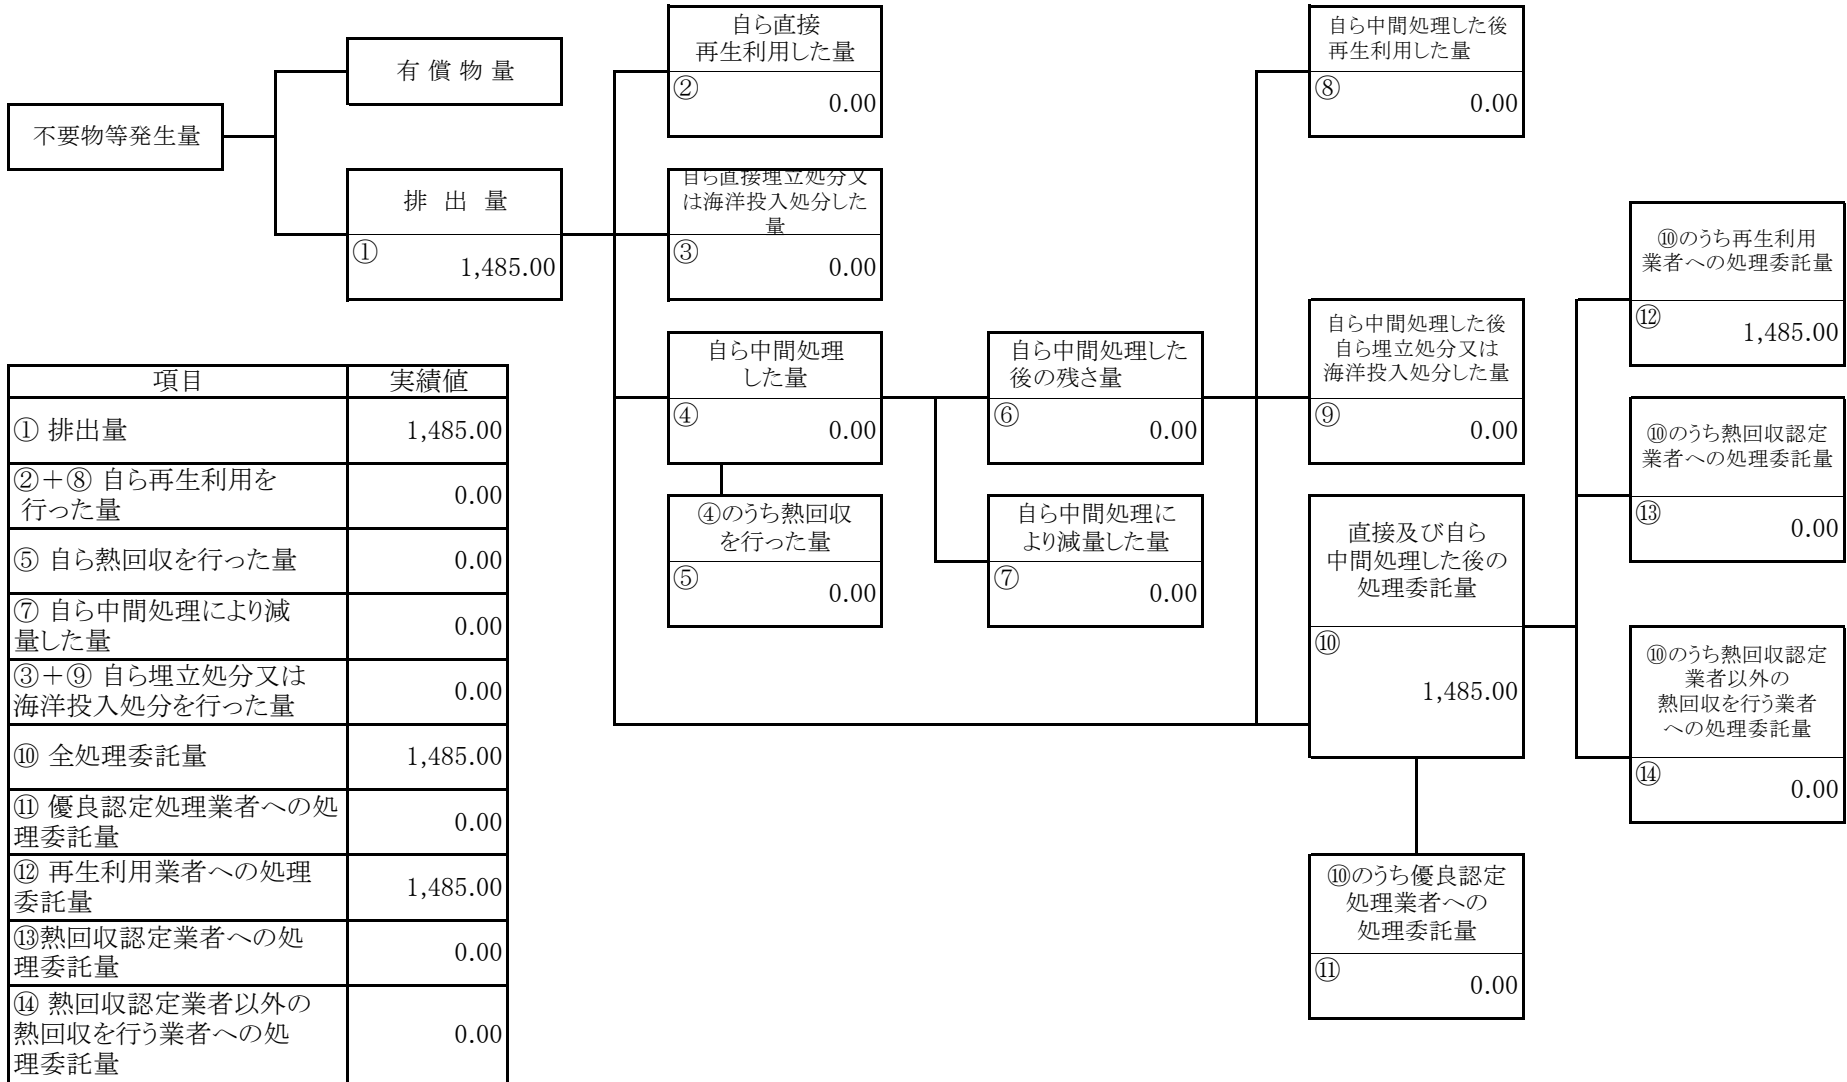 不要物等発生量
有 償 物 量
排 出 量
①
1,485.00
自ら直接
再生利用した量
②
0.00
自ら直接埋立処分又
は海洋投入処分した
量
③
0.00
自ら中間処理
した量
④
0.00
④のうち熱回収
を行った量
⑤
0.00
自ら中間処理した
後の残さ量
⑥
0.00
自ら中間処理に
より減量した量
⑦
0.00
自ら中間処理した後
再生利用した量
⑧
0.00
自ら中間処理した後
自ら埋立処分又は
海洋投入処分した量
⑨
0.00
直接及び自ら
中間処理した後の
処理委託量
⑩
1,485.00
⑩のうち優良認定
処理業者への
処理委託量
⑪
0.00
⑩のうち再生利用
業者への処理委託量
⑫
1,485.00
⑩のうち熱回収認定
業者への処理委託量
⑬
0.00
⑩のうち熱回収認定
業者以外の
熱回収を行う業者
への処理委託量
⑭
0.00
項目 実績値
① 排出量 1,485.00
②＋⑧ 自ら再生利用を
行った量 0.00
⑤ 自ら熱回収を行った量 0.00
⑦ 自ら中間処理により減
量した量 0.00
③＋⑨ 自ら埋立処分又は
海洋投入処分を行った量 0.00
⑩ 全処理委託量 1,485.00
⑪ 優良認定処理業者への処
理委託量 0.00
⑫ 再生利用業者への処理
委託量 1,485.00
⑬熱回収認定業者への処
理委託量 0.00
⑭ 熱回収認定業者以外の
熱回収を行う業者への処
理委託量 0.00